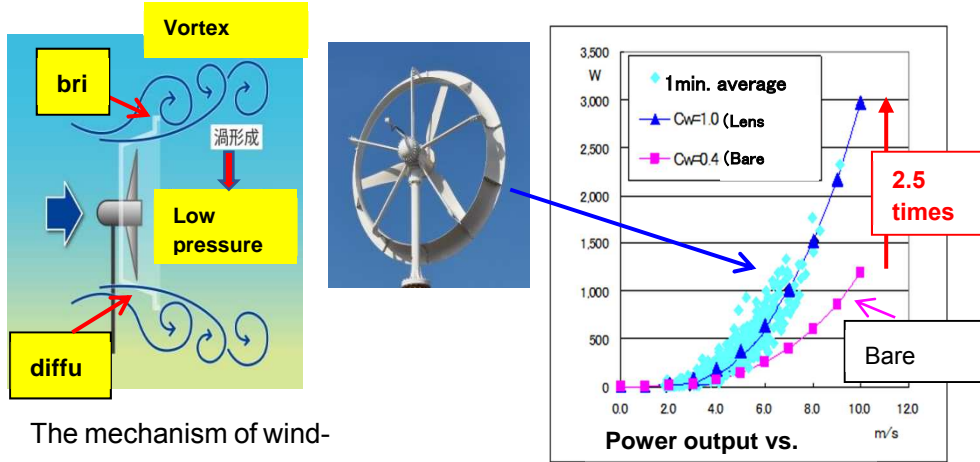 Vortex
bri
渦形成
Low
pressure
diffu
The mechanism of wind-
3,500
W
3,000
2,500
2,000
1,500
1,000
500
0
1min. average
Cw=1.0 (Lens
Cw=0.4 (Bare
2.5
times
Bare
0.0
2.0
4.0
6.0
8.0
10.0
12.0
m/s
Power output vs.